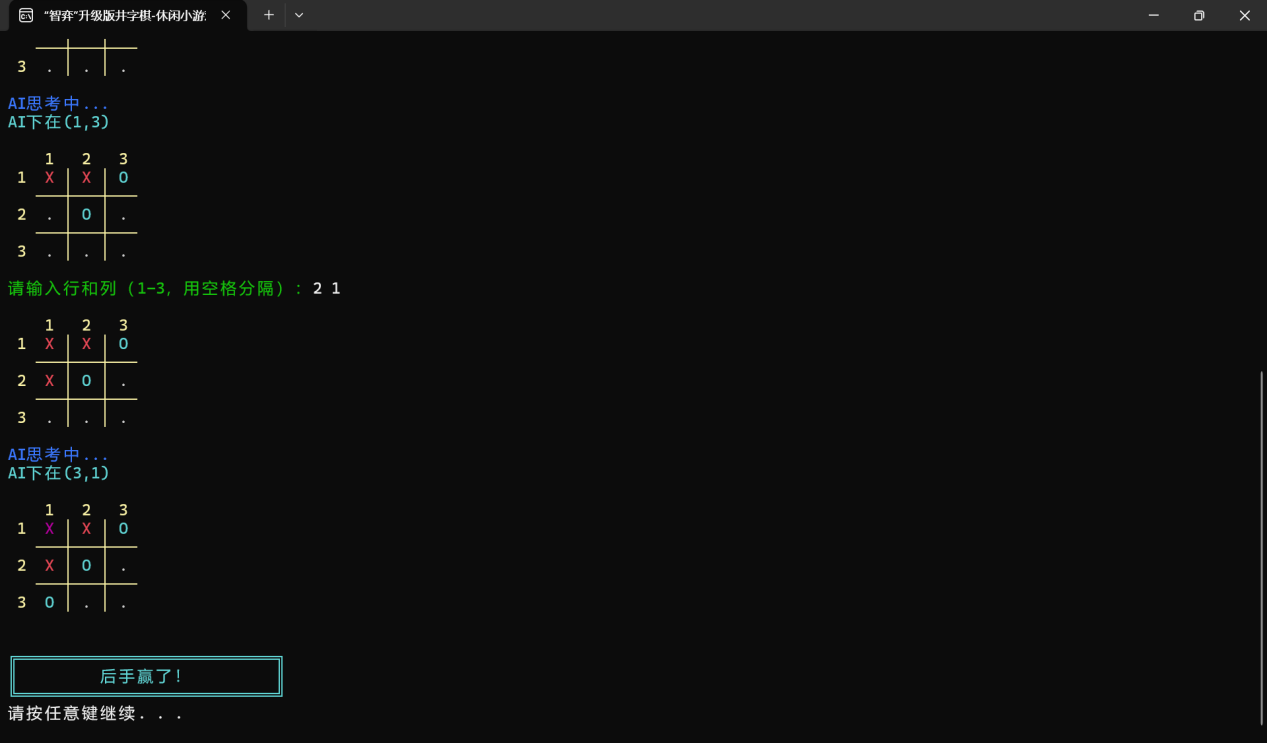 “智弈”升级版井字棋-休闲小游
3 . . .
AI思考中...
AI下在(1,3)
1 2 3
1 X X O
2 . O .
3 . . .
请输入行和列（1-3，用空格分隔）: 2 1
1 2 3
1 X X O
2 X O .
3 . . .
AI思考中...
AI下在(3,1)
1 2 3
1 X X O
2 X O .
3 O . .
后手赢了!
请按任意键继续. . .